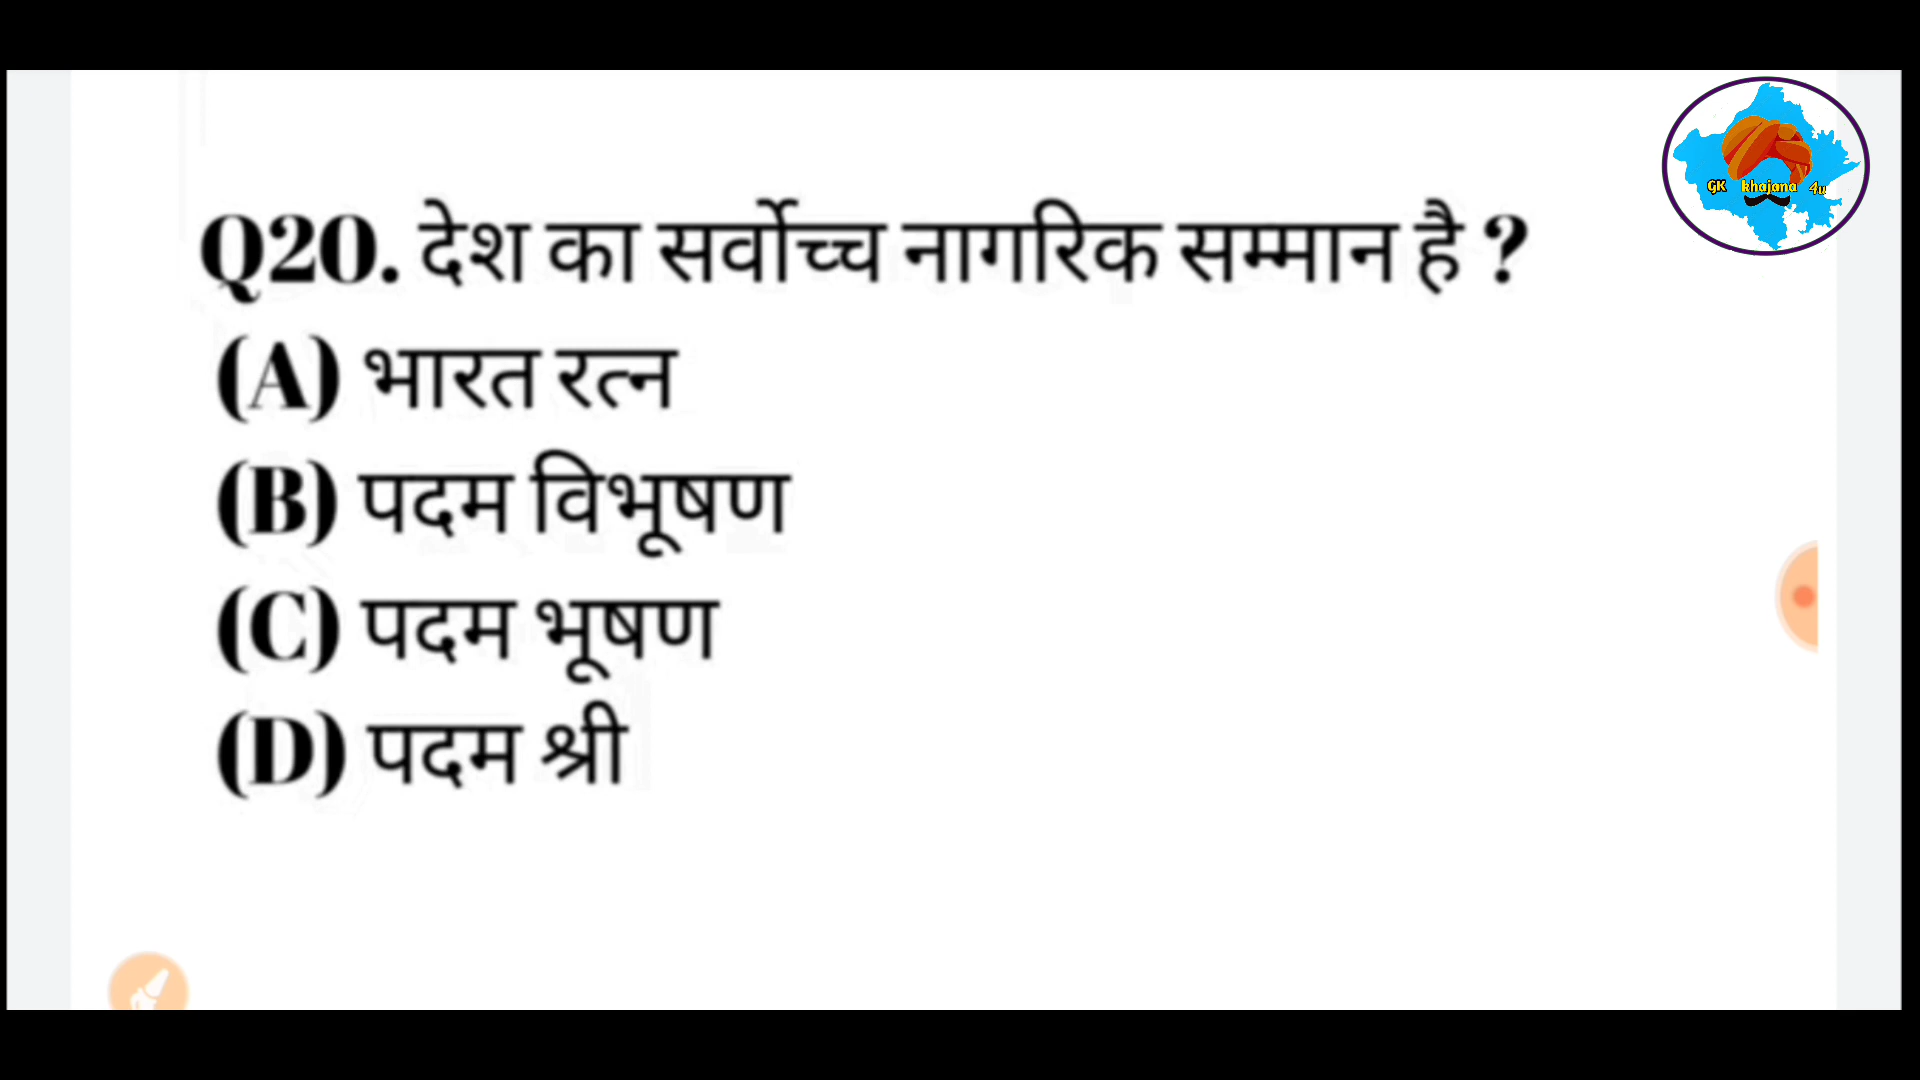 GK khajana 4u
Q20. देश का सर्वोच्च नागरिक सम्मान है ?
(A) भारत रत्न
(B) पदम विभूषण
(C) पदम भूषण
(D) पदम श्री